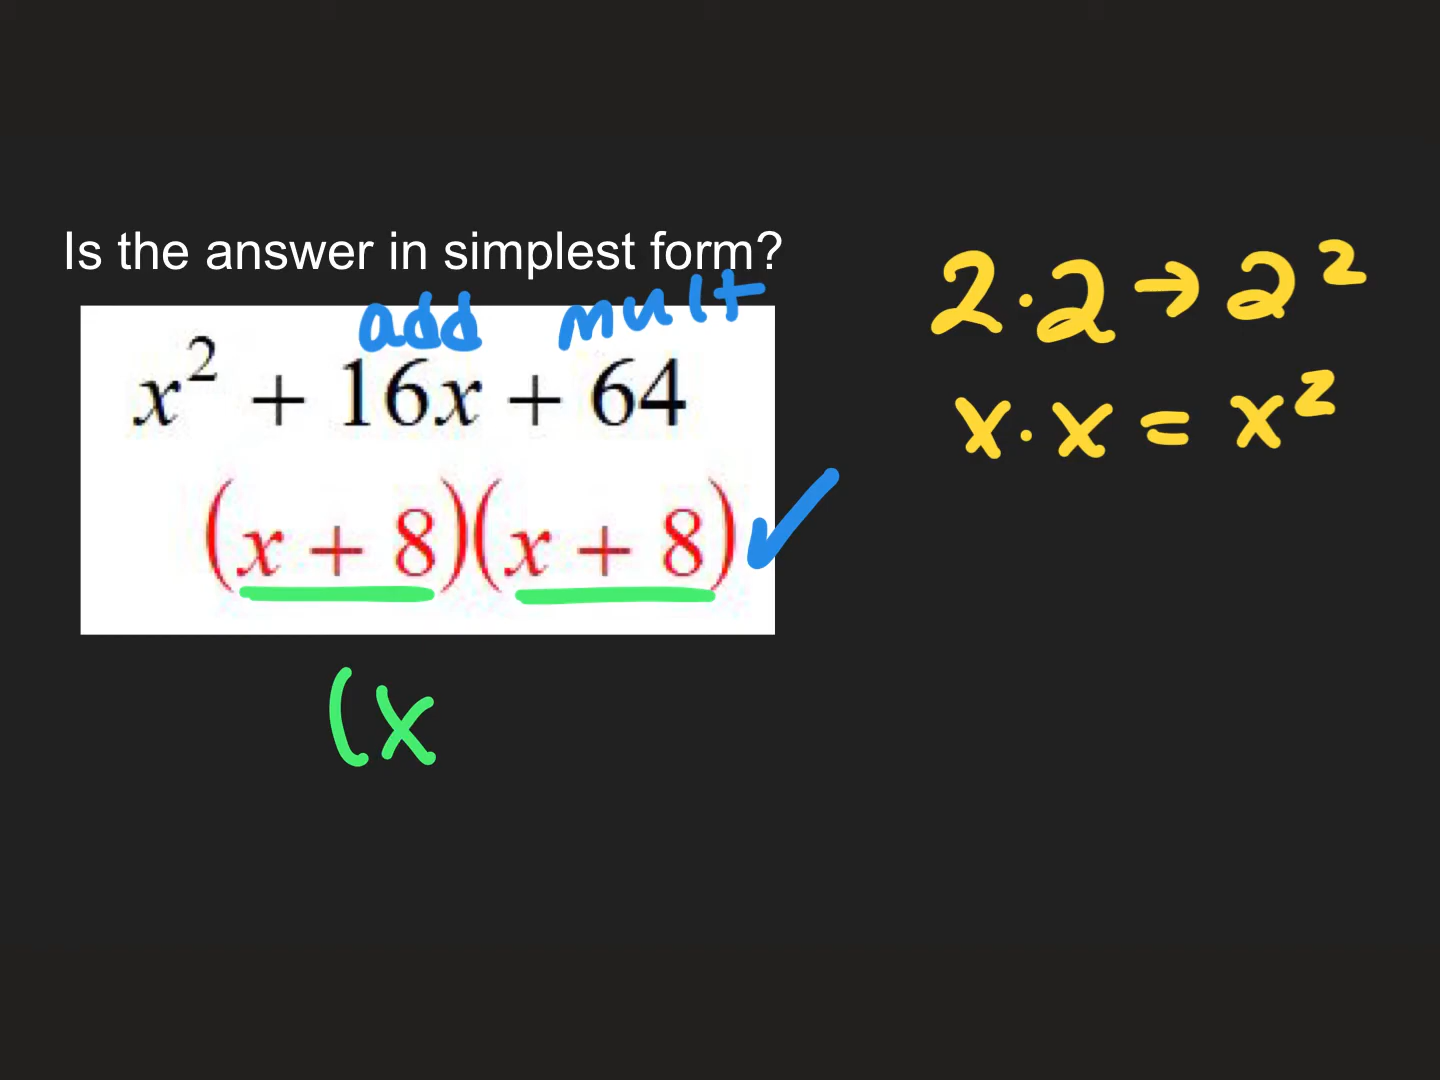 Is the answer in simplest form?
add mult
x² + 16x + 64
(x + 8)(x + 8)
(x
2 · 2 → 2²
x · x = x²